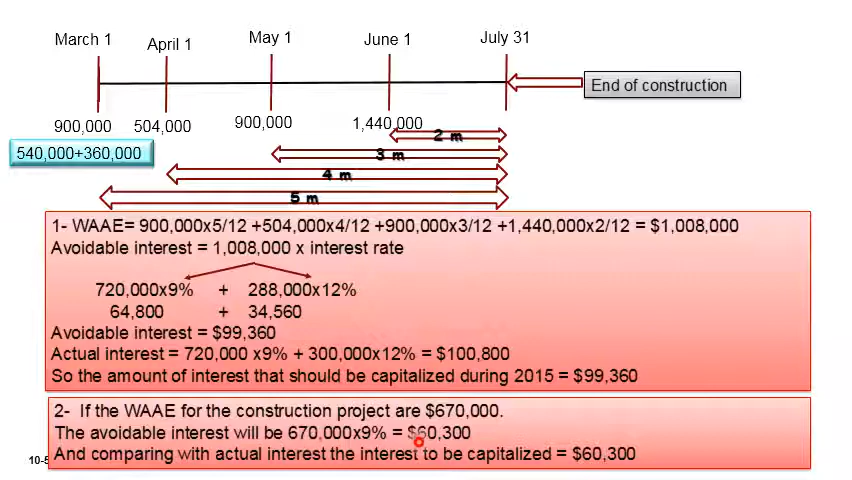 March 1 April 1 May 1 June 1 July 31
End of construction
900,000 504,000 900,000 1,440,000
2 m
540,000+360,000
3 m
4 m
5 m
1- WAAE= 900,000x5/12 +504,000x4/12 +900,000x3/12 +1,440,000x2/12 = $1,008,000
Avoidable interest = 1,008,000 x interest rate
720,000x9% + 288,000x12%
64,800 + 34,560
Avoidable interest = $99,360
Actual interest = 720,000 x9% + 300,000x12% = $100,800
So the amount of interest that should be capitalized during 2015 = $99,360
2- If the WAAE for the construction project are $670,000.
The avoidable interest will be 670,000x9% = $60,300
And comparing with actual interest the interest to be capitalized = $60,300
10-5